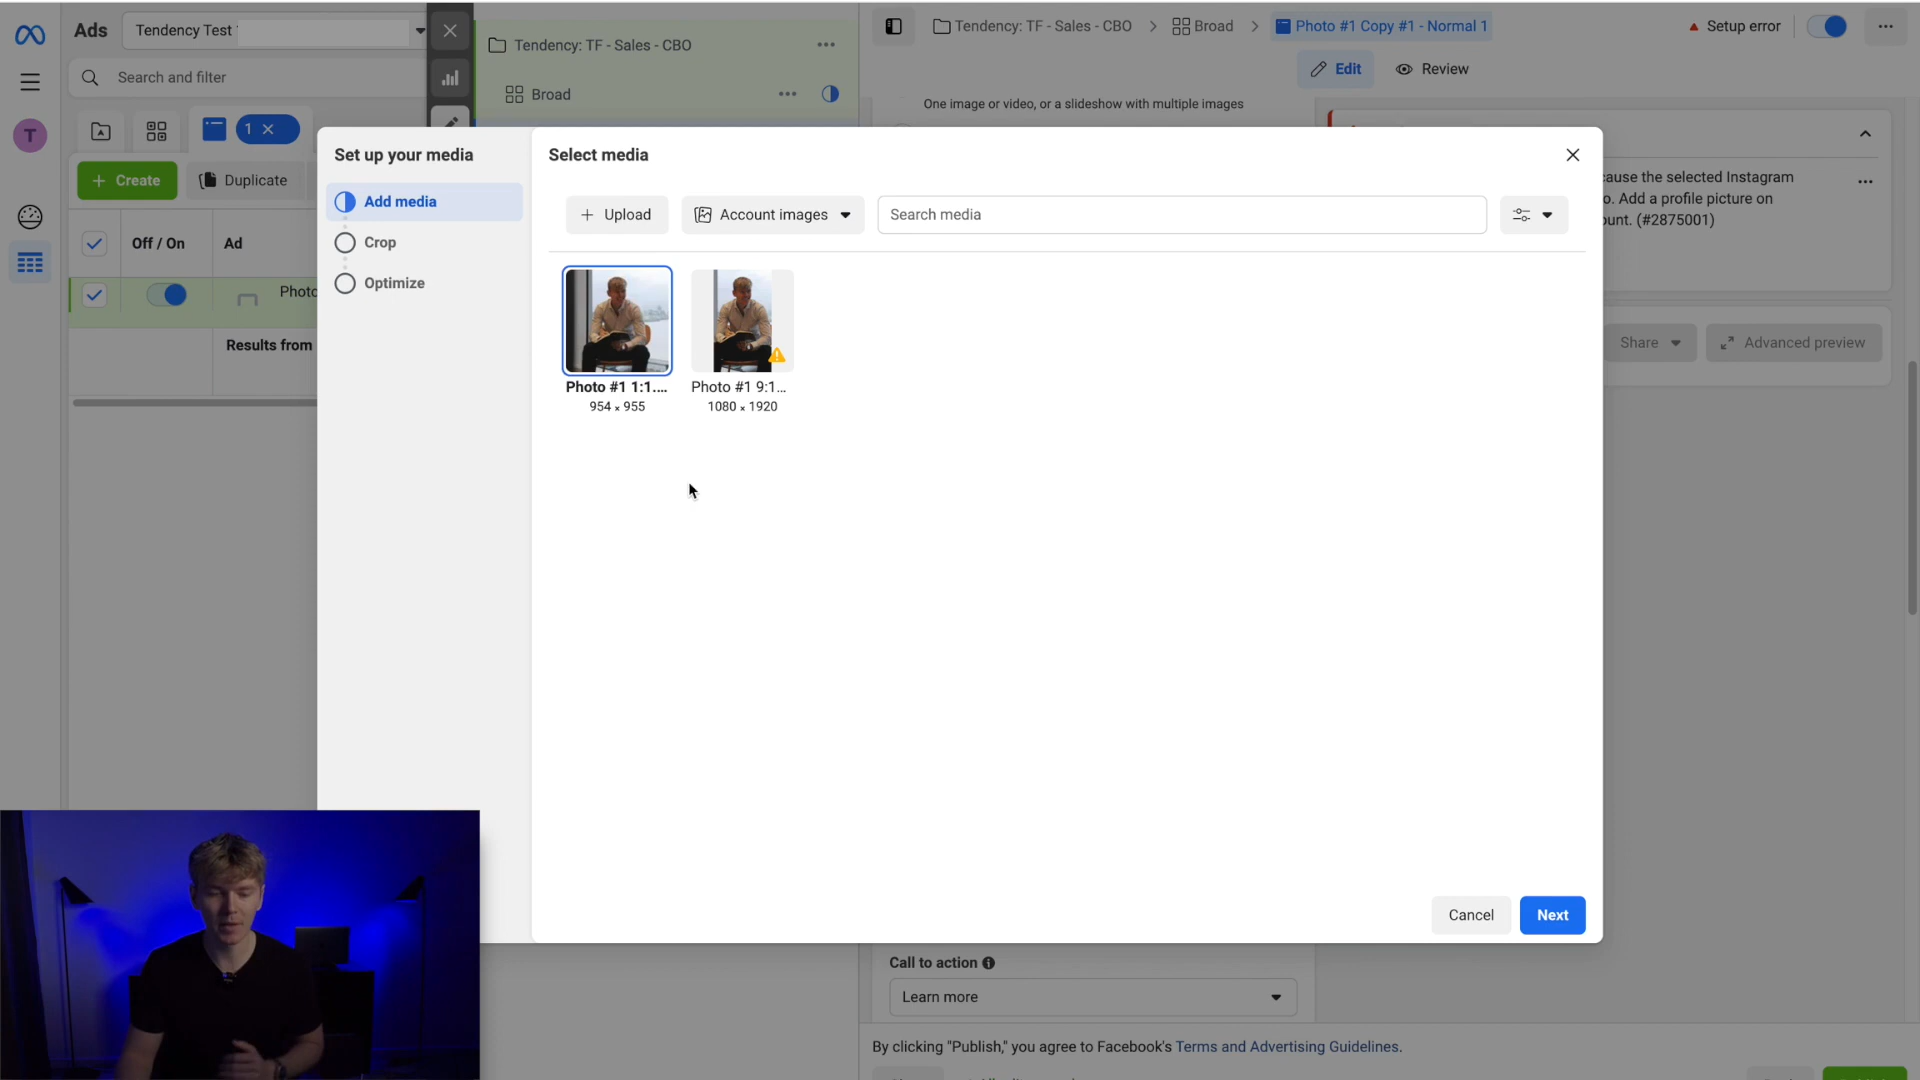 Ads
Tendency Test
Search and filter
1
T
Create
Duplicate
Off / On
Ad
Photo
Results from
Tendency: TF - Sales - CBO
Broad
Tendency: TF - Sales - CBO
Broad
Photo #1 Copy #1 - Normal 1
Setup error
Edit
Review
One image or video, or a slideshow with multiple images
cause the selected Instagram
o. Add a profile picture on
ount. (#2875001)
Share
Advanced preview
Set up your media
Add media
Crop
Optimize
Select media
Upload
Account images
Search media
Photo #1 1:1....
954 × 955
Photo #1 9:1...
1080 × 1920
Cancel
Next
Call to action
Learn more
By clicking "Publish," you agree to Facebook's Terms and Advertising Guidelines.